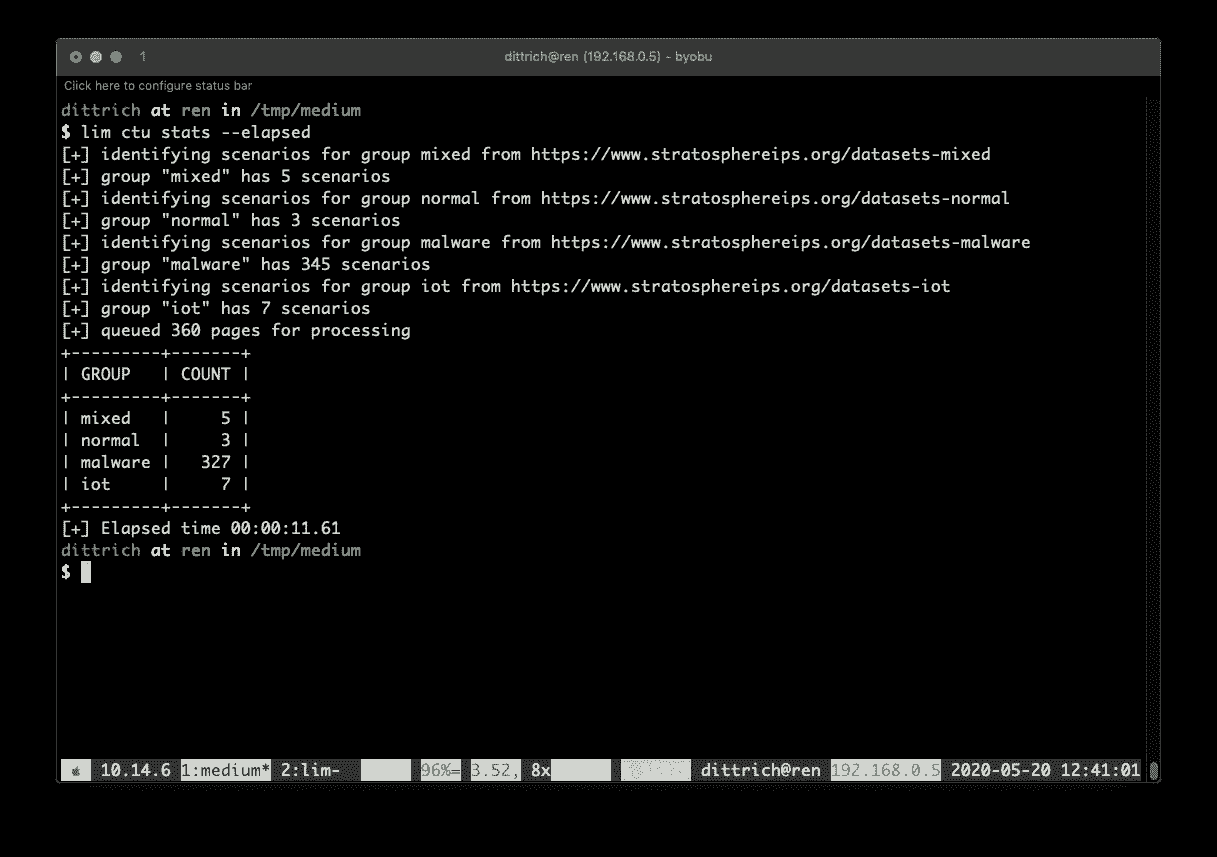 1 dittrich@ren (192.168.0.5) - byobu
Click here to configure status bar
dittrich at ren in /tmp/medium
$ lim ctu stats --elapsed
[+] identifying scenarios for group mixed from https://www.stratosphereips.org/datasets-mixed
[+] group "mixed" has 5 scenarios
[+] identifying scenarios for group normal from https://www.stratosphereips.org/datasets-normal
[+] group "normal" has 3 scenarios
[+] identifying scenarios for group malware from https://www.stratosphereips.org/datasets-malware
[+] group "malware" has 345 scenarios
[+] identifying scenarios for group iot from https://www.stratosphereips.org/datasets-iot
[+] group "iot" has 7 scenarios
[+] queued 360 pages for processing
+---------+-------+
| GROUP   | COUNT |
+---------+-------+
| mixed   |     5 |
| normal  |     3 |
| malware |   327 |
| iot     |     7 |
+---------+-------+
[+] Elapsed time 00:00:11.61
dittrich at ren in /tmp/medium
$
10.14.6 1:medium* 2:lim- 96%= 3.52, 8x dittrich@ren 192.168.0.5 2020-05-20 12:41:01